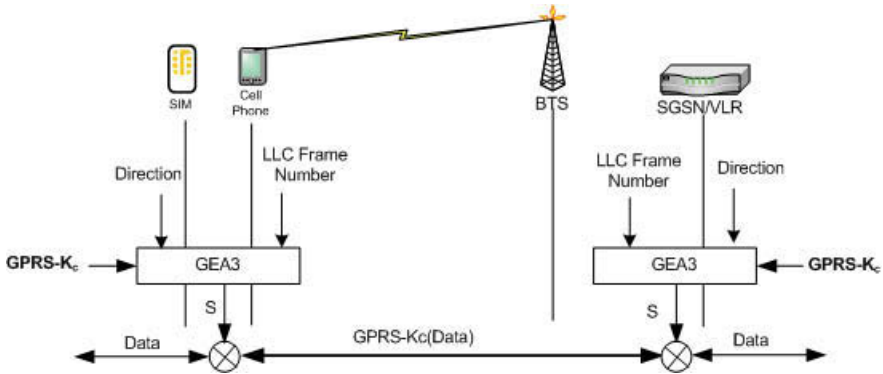 SIM
Cell
Phone
BTS
SGSN/VLR
Direction
LLC Frame
Number
LLC Frame
Number
Direction
GPRS-Kc
GEA3
GEA3
GPRS-Kc
S
S
Data
GPRS-Kc(Data)
Data